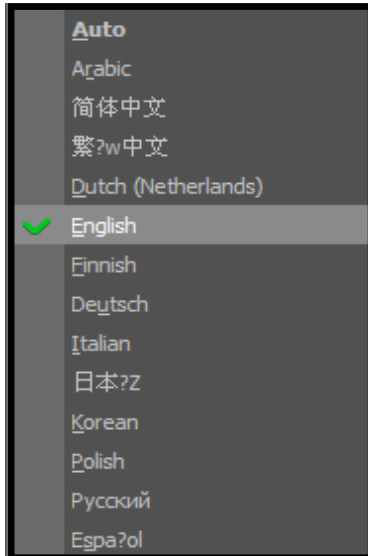 Auto
Arabic
简体中文
繁?w中文
Dutch (Netherlands)
English
Finnish
Deutsch
Italian
日本?Z
Korean
Polish
Русский
Espa?ol